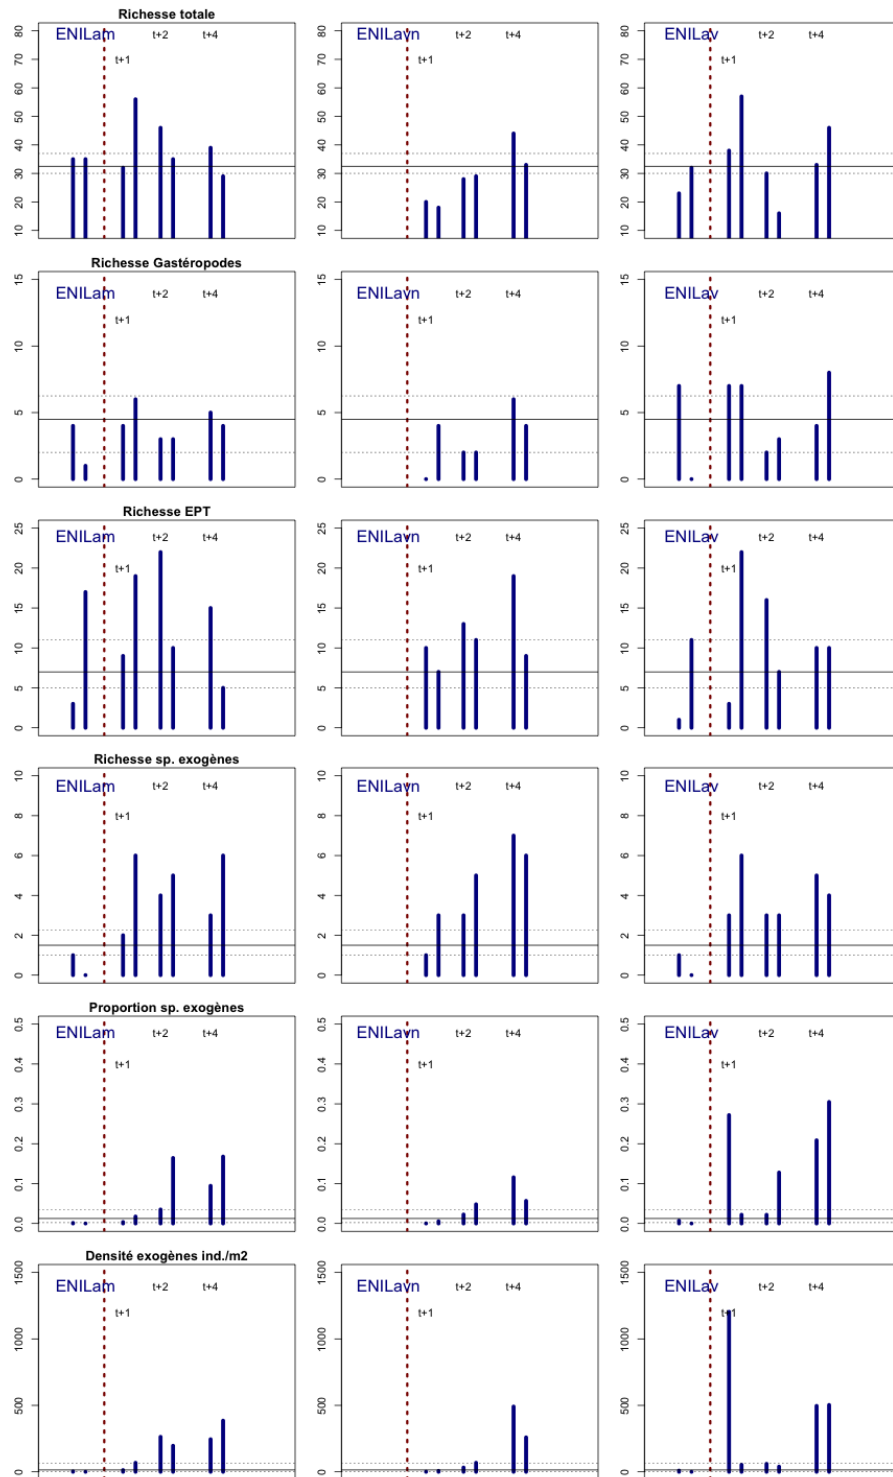 Richesse totale
80 70 60 50 40 30 20 10
ENILam t+1 t+2 t+4
80 70 60 50 40 30 20 10
ENILavn t+1 t+2 t+4
80 70 60 50 40 30 20 10
ENILav t+1 t+2 t+4
Richesse Gastéropodes
15 10 5 0
ENILam t+1 t+2 t+4
15 10 5 0
ENILavn t+1 t+2 t+4
15 10 5 0
ENILav t+1 t+2 t+4
Richesse EPT
25 20 15 10 5 0
ENILam t+1 t+2 t+4
25 20 15 10 5 0
ENILavn t+1 t+2 t+4
25 20 15 10 5 0
ENILav t+1 t+2 t+4
Richesse sp. exogènes
10 8 6 4 2 0
ENILam t+1 t+2 t+4
10 8 6 4 2 0
ENILavn t+1 t+2 t+4
10 8 6 4 2 0
ENILav t+1 t+2 t+4
Proportion sp. exogènes
0.5 0.4 0.3 0.2 0.1 0.0
ENILam t+1 t+2 t+4
0.5 0.4 0.3 0.2 0.1 0.0
ENILavn t+1 t+2 t+4
0.5 0.4 0.3 0.2 0.1 0.0
ENILav t+1 t+2 t+4
Densité exogènes ind./m2
1500 1000 500 0
ENILam t+1 t+2 t+4
1500 1000 500 0
ENILavn t+1 t+2 t+4
1500 1000 500 0
ENILav t+1 t+2 t+4